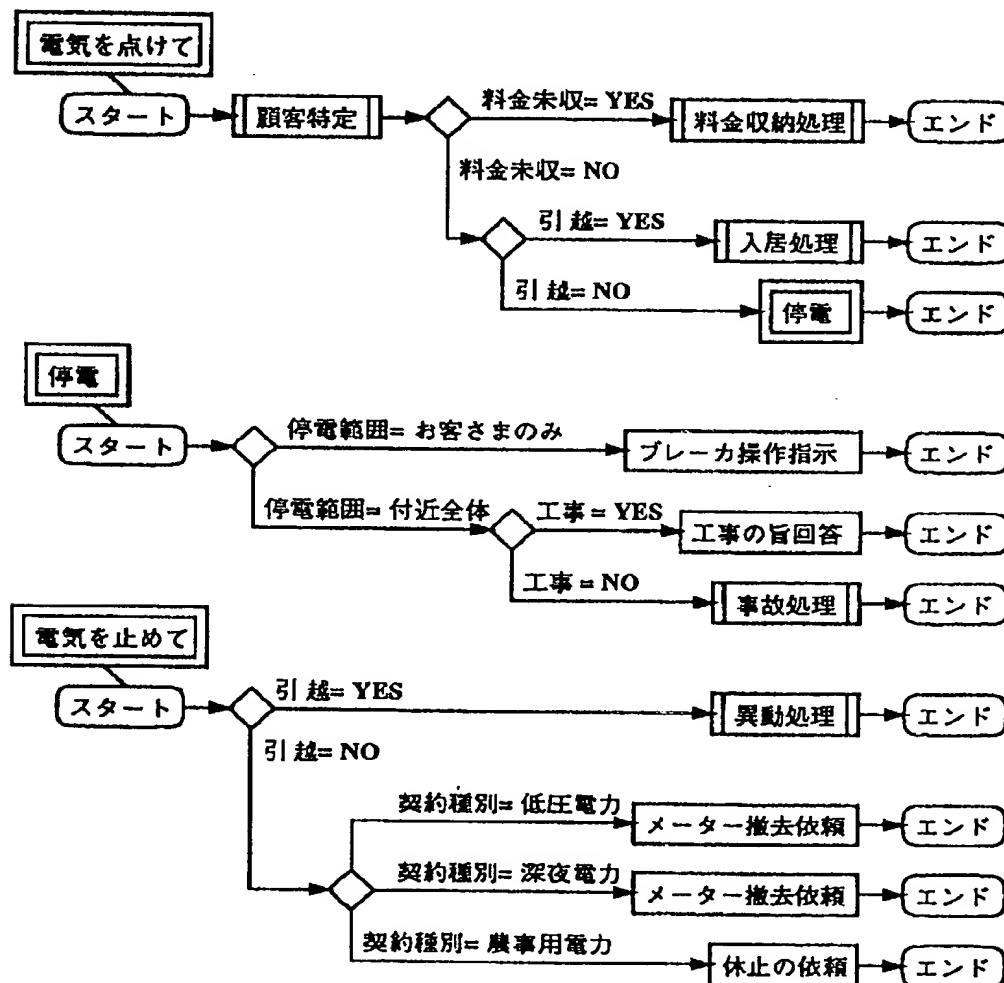 電気を点けて
スタート
顧客特定
料金未収= YES
料金収納処理
エンド
料金未収= NO
引越= YES
入居処理
エンド
引越= NO
停電
エンド
停電
スタート
停電範囲= お客さまのみ
ブレーカ操作指示
エンド
停電範囲= 付近全体
工事 = YES
工事の旨回答
エンド
工事 = NO
事故処理
エンド
電気を止めて
スタート
引越= YES
異動処理
エンド
引越= NO
契約種別= 低圧電力
メーター撤去依頼
エンド
契約種別= 深夜電力
メーター撤去依頼
エンド
契約種別= 農事用電力
休止の依頼
エンド